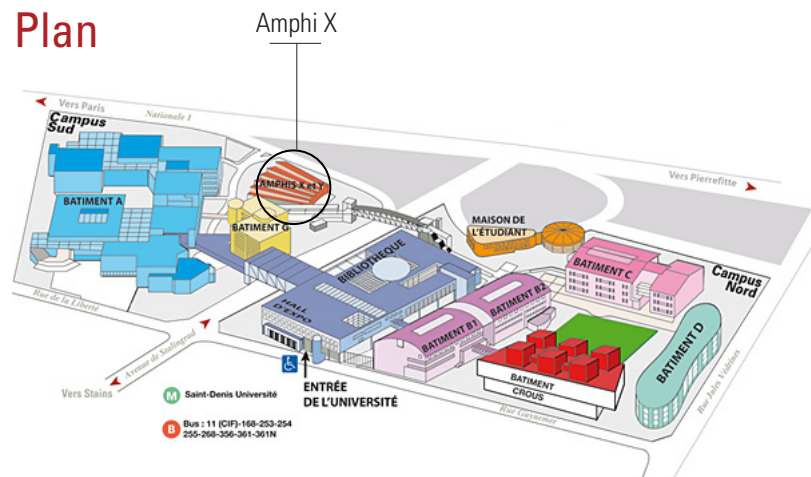 Plan
Amphi X
Vers Paris
Nationale I
Campus
Sud
Vers Pierrefitte
AMPHIS X et Y
BATIMENT A
BATIMENT G
MAISON DE
L'ÉTUDIANT
BIBLIOTHEQUE
BATIMENT C
Campus
Nord
HALL
D'EXPO
BATIMENT B1
BATIMENT B2
BATIMENT D
Rue de la Liberté
Avenue de Stalingrad
BATIMENT
CROUS
Rue Jules Védrines
Vers Stains
ENTRÉE
DE L'UNIVERSITÉ
Rue Guynemer
M Saint-Denis Université
B Bus : 11 (CIF)-168-253-254
255-268-356-361-361N